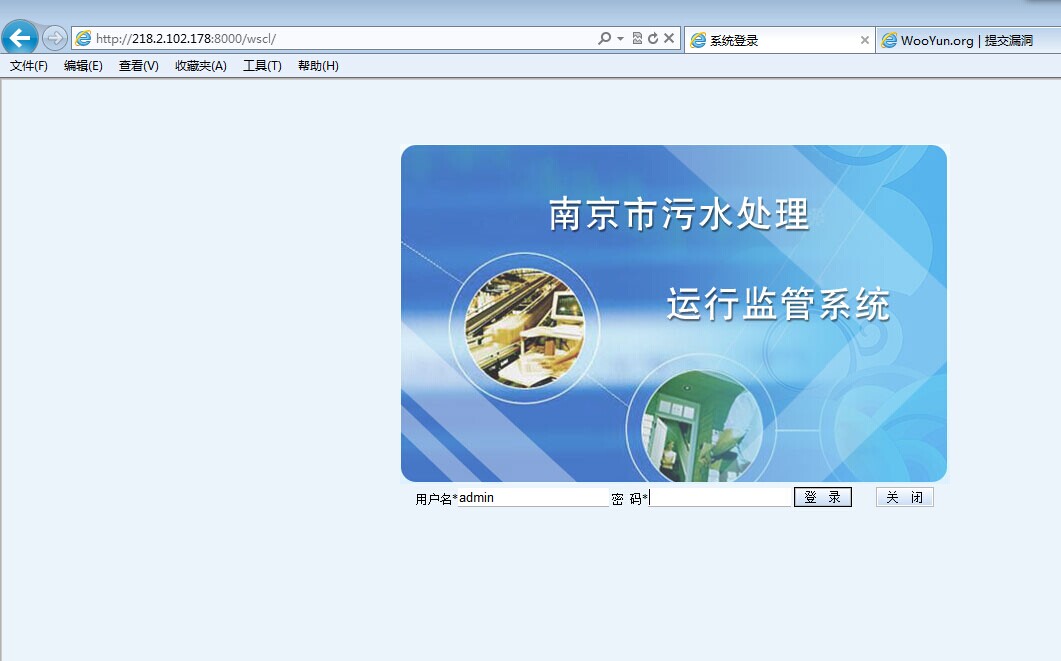 http://218.2.102.178:8000/wscl/
系统登录
WooYun.org | 提交漏洞
文件(F) 编辑(E) 查看(V) 收藏夹(A) 工具(T) 帮助(H)
南京市污水处理
运行监管系统
用户名*admin 密 码* 登 录 关 闭